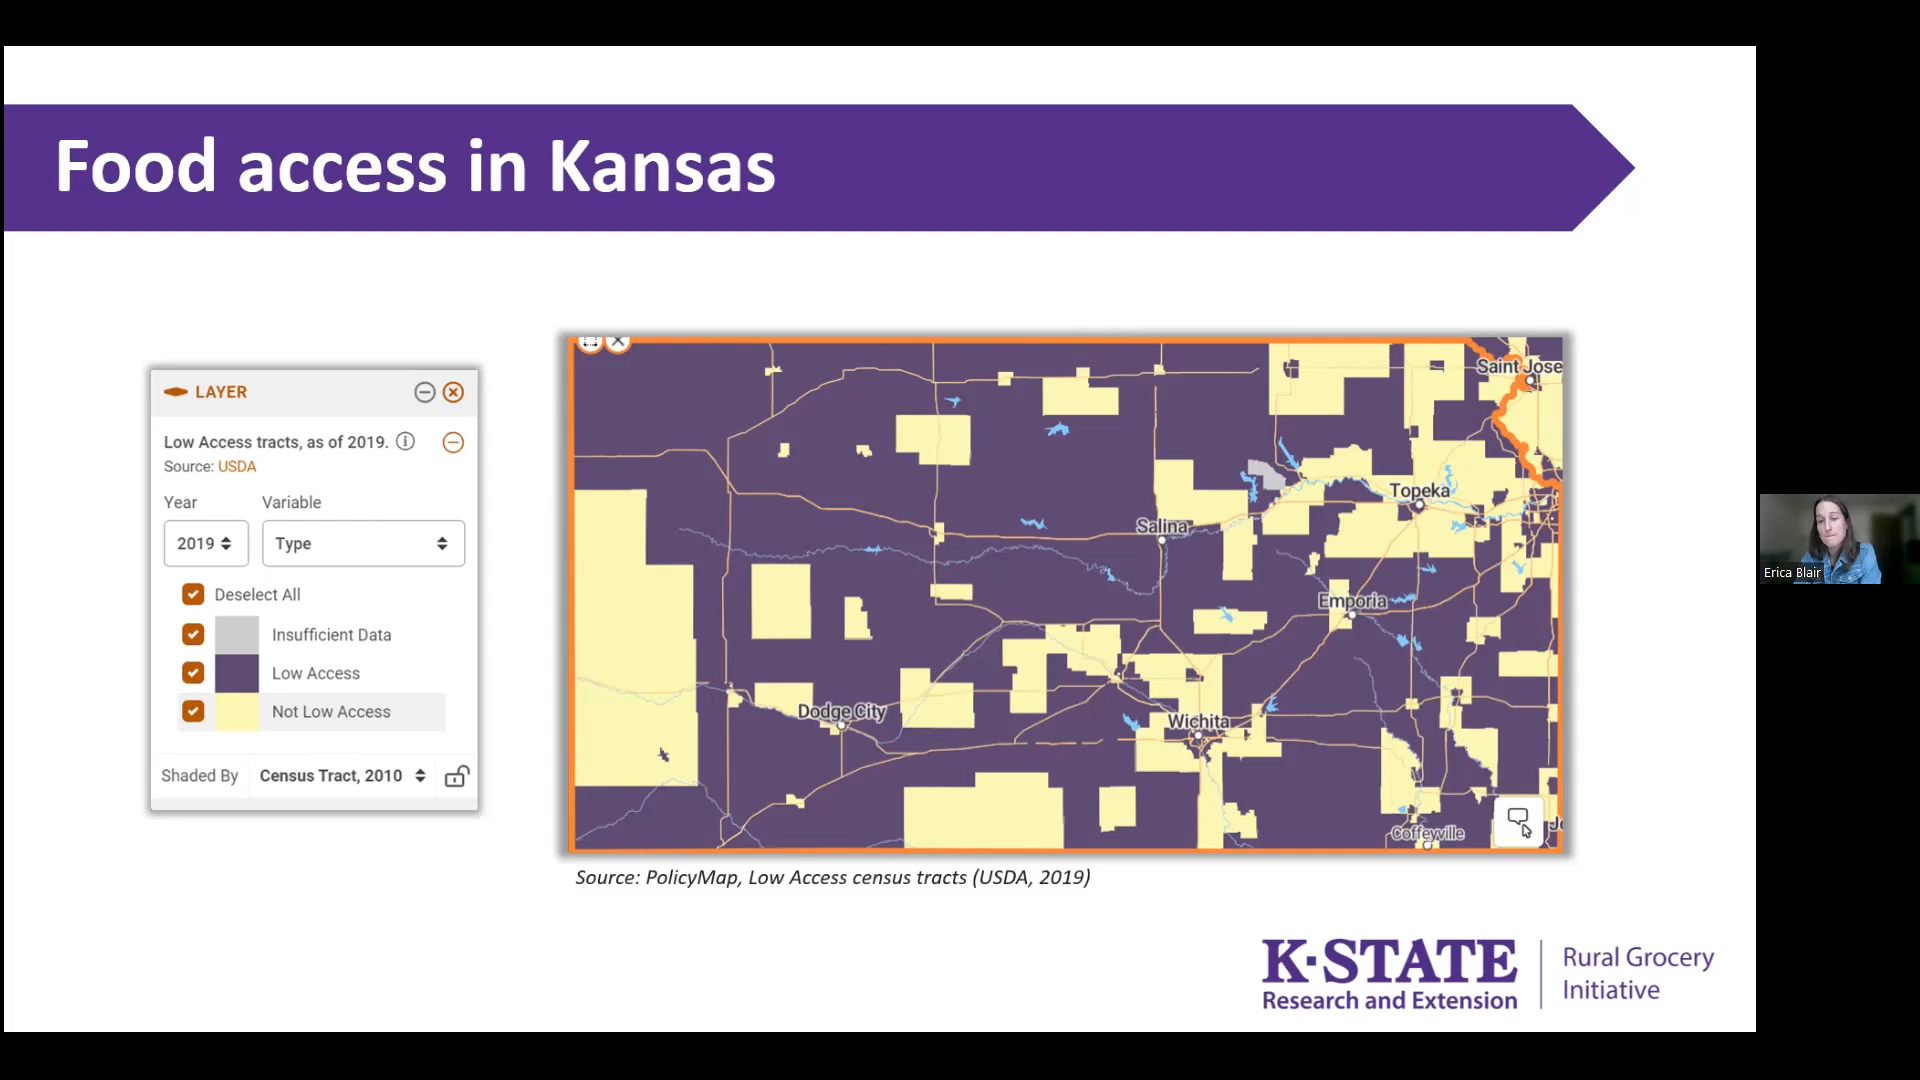 Food access in Kansas
LAYER
Low Access tracts, as of 2019.
Source: USDA
Year Variable
2019 Type
Deselect All
Insufficient Data
Low Access
Not Low Access
Shaded By Census Tract, 2010
Saint Jose
Topeka
Salina
Emporia
Dodge City
Wichita
Coffeyville
Jo
Source: PolicyMap, Low Access census tracts (USDA, 2019)
K·STATE
Research and Extension
Rural Grocery
Initiative
Erica Blair